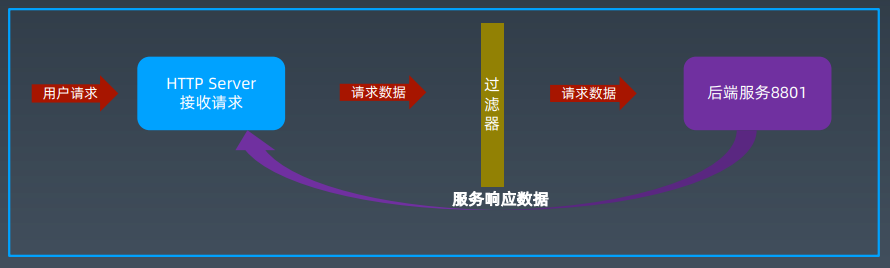 用户请求
HTTP Server
接收请求
请求数据
过
滤
器
请求数据
后端服务8801
服务响应数据